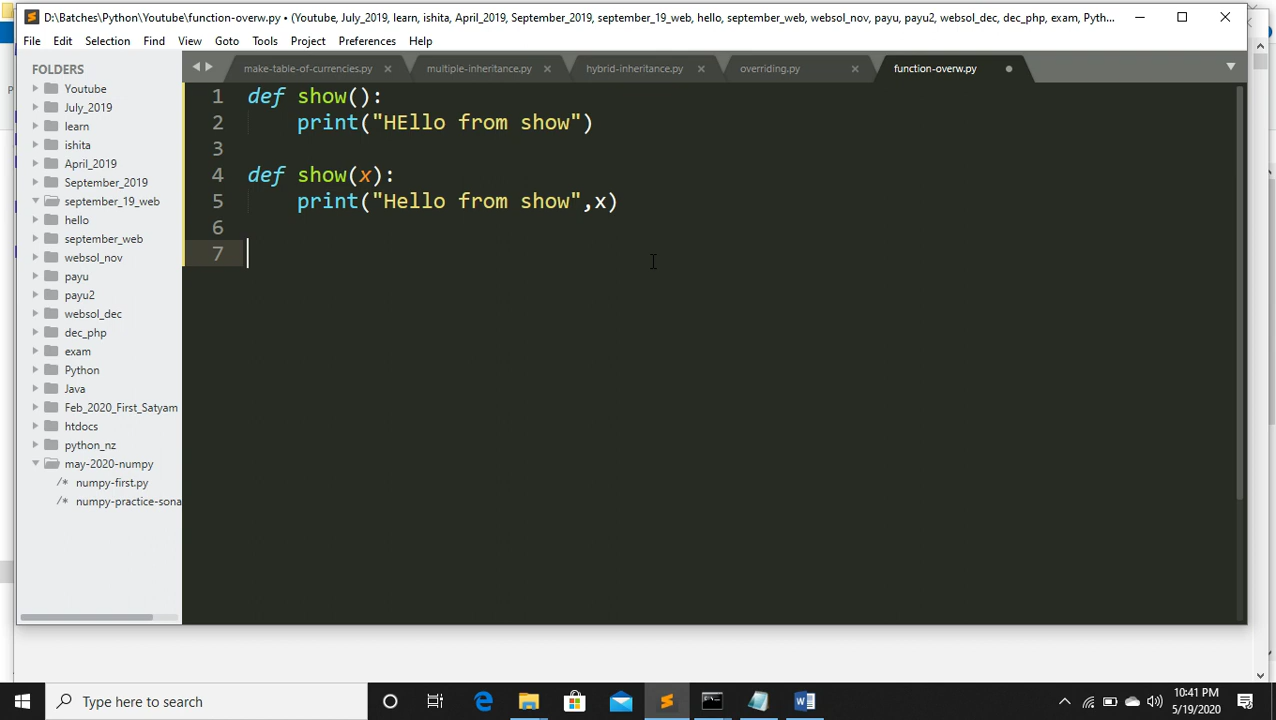 D:\Batches\Python\Youtube\function-overw.py • (Youtube, July_2019, learn, ishita, April_2019, September_2019, september_19_web, hello, september_web, websol_nov, payu, payu2, websol_dec, dec_php, exam, Pyth...
File Edit Selection Find View Goto Tools Project Preferences Help
FOLDERS
Youtube
July_2019
learn
ishita
April_2019
September_2019
september_19_web
hello
september_web
websol_nov
payu
payu2
websol_dec
dec_php
exam
Python
Java
Feb_2020_First_Satyam
htdocs
python_nz
may-2020-numpy
/* numpy-first.py
/* numpy-practice-sona
make-table-of-currencies.py multiple-inheritance.py hybrid-inheritance.py overriding.py function-overw.py
1 def show():
2 print("HEllo from show")
3
4 def show(x):
5 print("Hello from show",x)
6
7
Type here to search
10:41 PM
5/19/2020